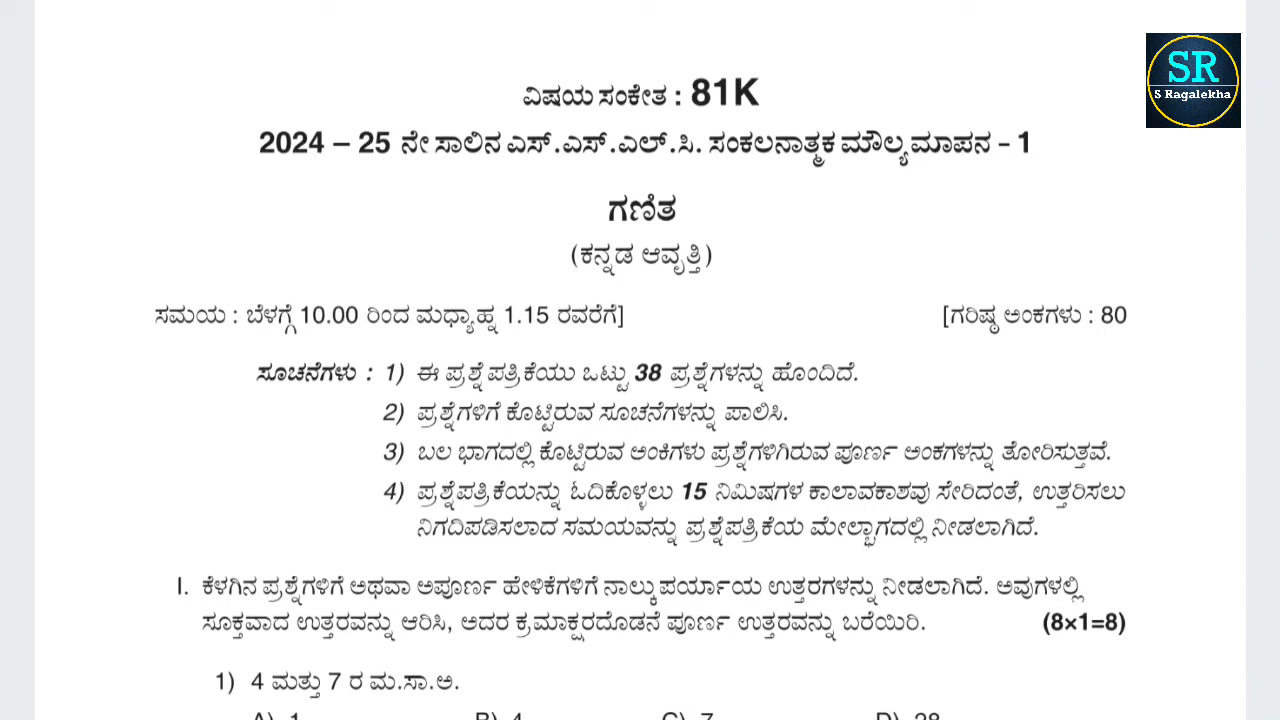 SR
S Ragalekha
ವಿಷಯ ಸಂಕೇತ : 81K
2024 – 25 ನೇ ಸಾಲಿನ ಎಸ್.ಎಸ್.ಎಲ್.ಸಿ. ಸಂಕಲನಾತ್ಮಕ ಮೌಲ್ಯಮಾಪನ – 1
ಗಣಿತ
(ಕನ್ನಡ ಆವೃತ್ತಿ)
ಸಮಯ : ಬೆಳಗ್ಗೆ 10.00 ರಿಂದ ಮಧ್ಯಾಹ್ನ 1.15 ರವರೆಗೆ] [ಗರಿಷ್ಠ ಅಂಕಗಳು : 80
ಸೂಚನೆಗಳು : 1) ಈ ಪ್ರಶ್ನೆಪತ್ರಿಕೆಯು ಒಟ್ಟು 38 ಪ್ರಶ್ನೆಗಳನ್ನು ಹೊಂದಿದೆ.
2) ಪ್ರಶ್ನೆಗಳಿಗೆ ಕೊಟ್ಟಿರುವ ಸೂಚನೆಗಳನ್ನು ಪಾಲಿಸಿ.
3) ಬಲ ಭಾಗದಲ್ಲಿ ಕೊಟ್ಟಿರುವ ಅಂಕಿಗಳು ಪ್ರಶ್ನೆಗಳಿಗಿರುವ ಪೂರ್ಣ ಅಂಕಗಳನ್ನು ತೋರಿಸುತ್ತವೆ.
4) ಪ್ರಶ್ನೆಪತ್ರಿಕೆಯನ್ನು ಓದಿಕೊಳ್ಳಲು 15 ನಿಮಿಷಗಳ ಕಾಲಾವಕಾಶವು ಸೇರಿದಂತೆ, ಉತ್ತರಿಸಲು
ನಿಗದಿಪಡಿಸಲಾದ ಸಮಯವನ್ನು ಪ್ರಶ್ನೆಪತ್ರಿಕೆಯ ಮೇಲ್ಭಾಗದಲ್ಲಿ ನೀಡಲಾಗಿದೆ.
I. ಕೆಳಗಿನ ಪ್ರಶ್ನೆಗಳಿಗೆ ಅಥವಾ ಅಪೂರ್ಣ ಹೇಳಿಕೆಗಳಿಗೆ ನಾಲ್ಕು ಪರ್ಯಾಯ ಉತ್ತರಗಳನ್ನು ನೀಡಲಾಗಿದೆ. ಅವುಗಳಲ್ಲಿ
ಸೂಕ್ತವಾದ ಉತ್ತರವನ್ನು ಆರಿಸಿ, ಅದರ ಕ್ರಮಾಕ್ಷರದೊಡನೆ ಪೂರ್ಣ ಉತ್ತರವನ್ನು ಬರೆಯಿರಿ. (8×1=8)
1) 4 ಮತ್ತು 7 ರ ಮ.ಸಾ.ಅ.
A) 1 B) 4 C) 7 D) 28